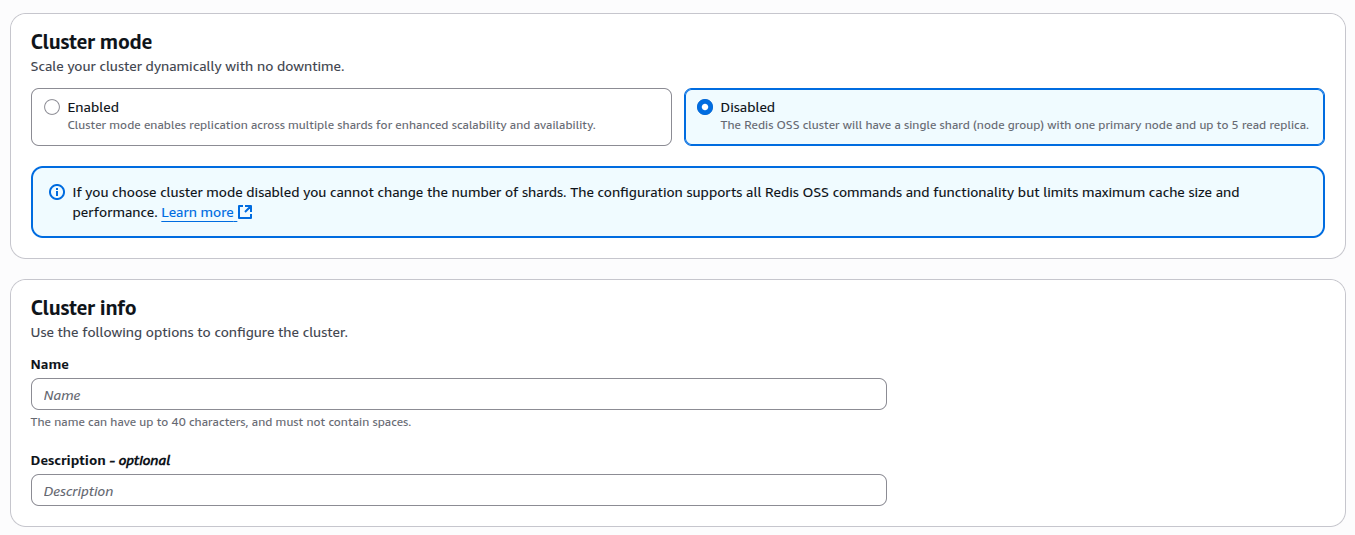 Cluster mode
Scale your cluster dynamically with no downtime.
Enabled
Cluster mode enables replication across multiple shards for enhanced scalability and availability.
Disabled
The Redis OSS cluster will have a single shard (node group) with one primary node and up to 5 read replica.
If you choose cluster mode disabled you cannot change the number of shards. The configuration supports all Redis OSS commands and functionality but limits maximum cache size and
performance. Learn more
Cluster info
Use the following options to configure the cluster.
Name
Name
The name can have up to 40 characters, and must not contain spaces.
Description – optional
Description